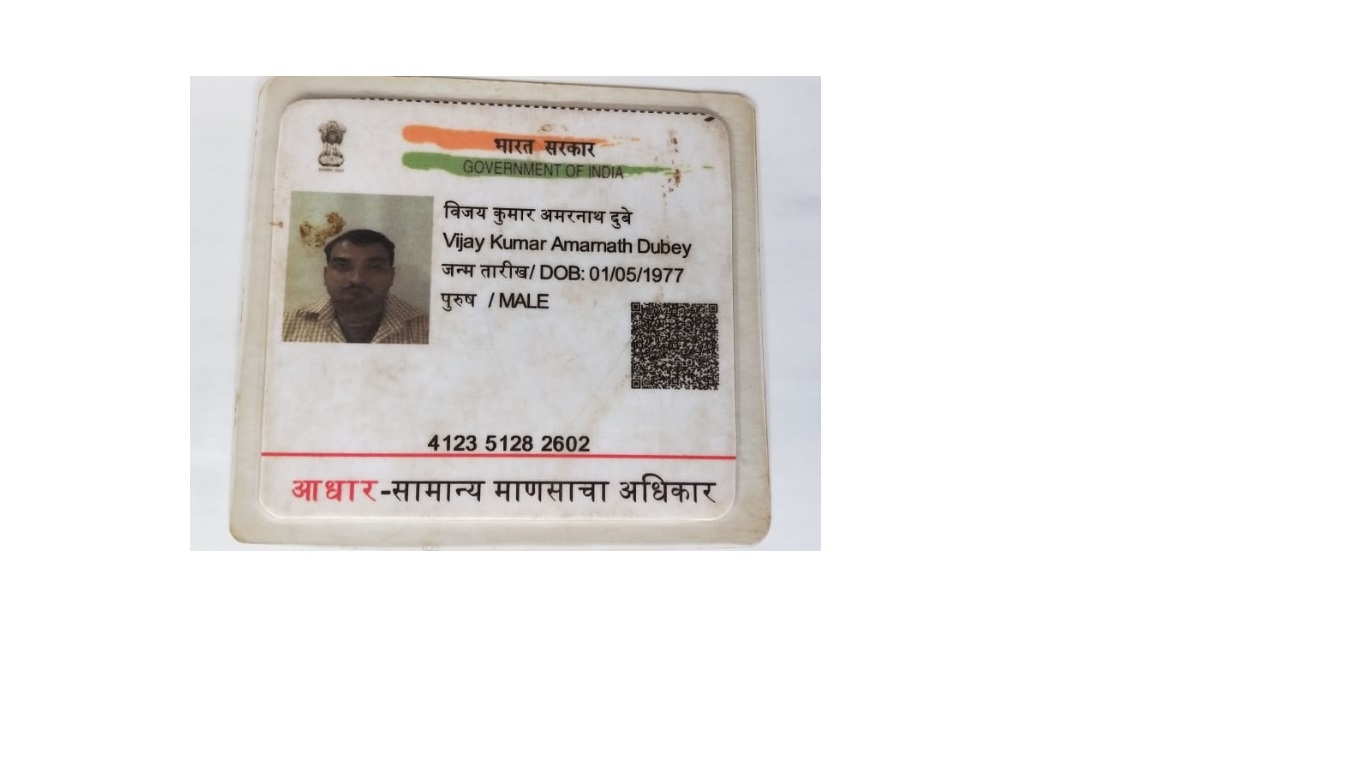 भारत सरकार
GOVERNMENT OF INDIA
विजय कुमार अमरनाथ दुबे
Vijay Kumar Amarnath Dubey
जन्म तारीख/ DOB: 01/05/1977
पुरुष / MALE
4123 5128 2602
आधार-सामान्य माणसाचा अधिकार